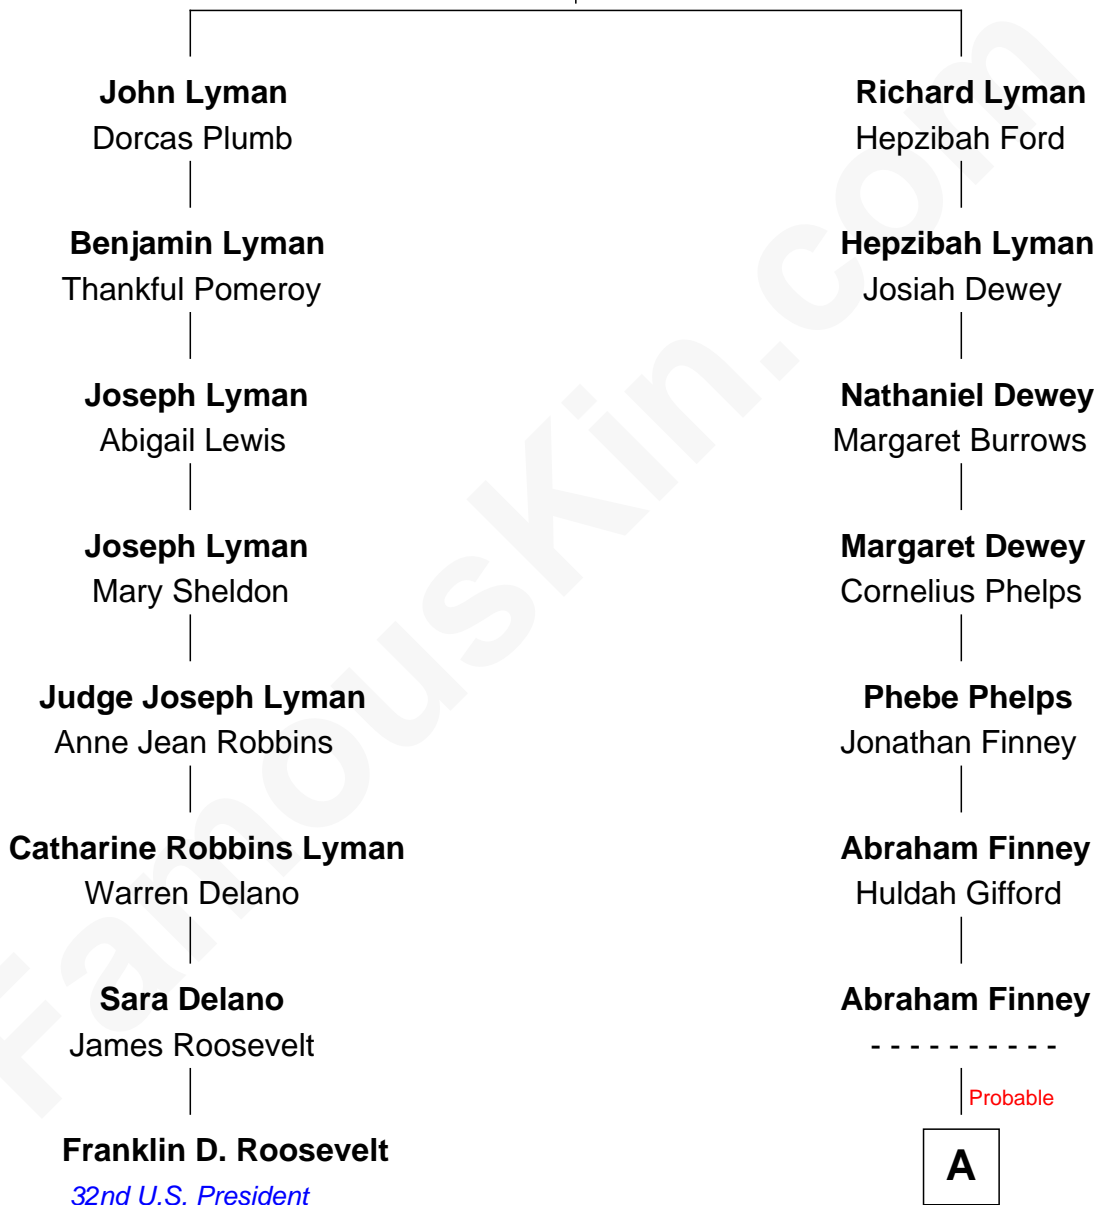 John Lyman
Dorcas Plumb
Benjamin Lyman
Thankful Pomeroy
Joseph Lyman
Abigail Lewis
Joseph Lyman
Mary Sheldon
Judge Joseph Lyman
Anne Jean Robbins
Catharine Robbins Lyman
Warren Delano
Sara Delano
James Roosevelt
Franklin D. Roosevelt
32nd U.S. President
Richard Lyman
Hepzibah Ford
Hepzibah Lyman
Josiah Dewey
Nathaniel Dewey
Margaret Burrows
Margaret Dewey
Cornelius Phelps
Phebe Phelps
Jonathan Finney
Abraham Finney
Huldah Gifford
Abraham Finney
- - - - - - - - - -
Probable
A
FamousKin.com